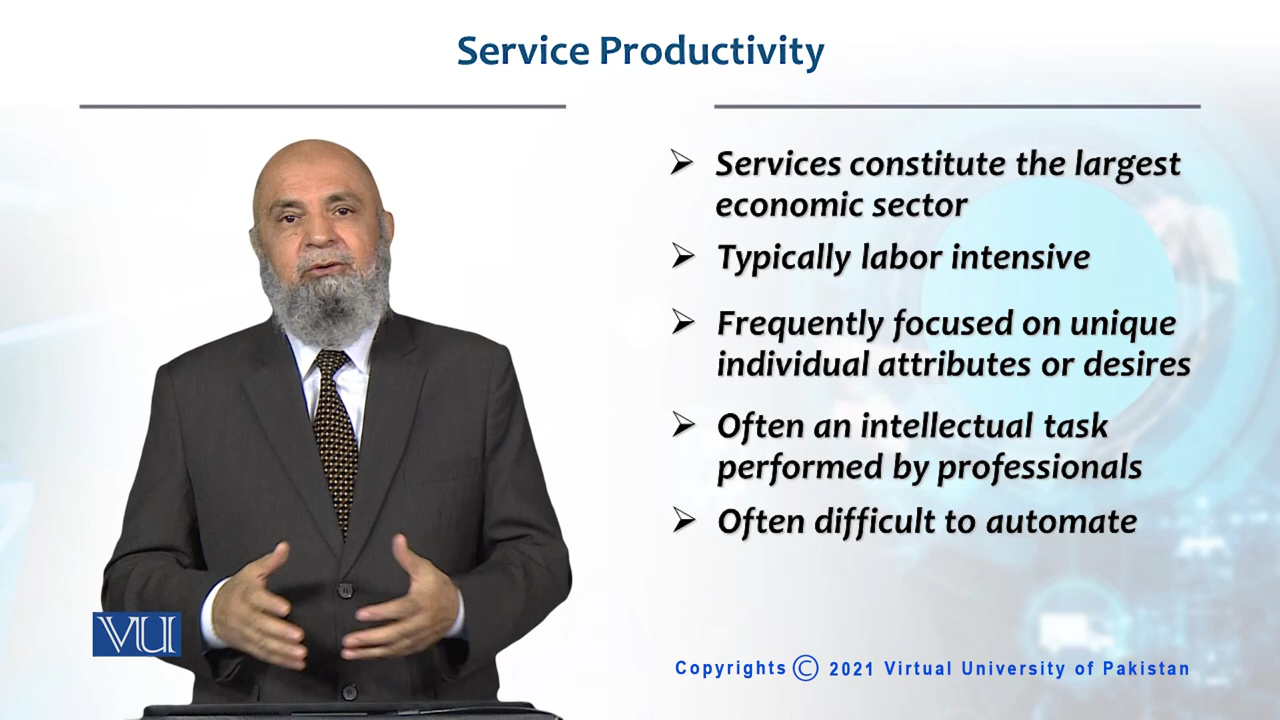 Service Productivity
Services constitute the largest
economic sector
Typically labor intensive
Frequently focused on unique
individual attributes or desires
Often an intellectual task
performed by professionals
Often difficult to automate
VU
Copyrights © 2021 Virtual University of Pakistan